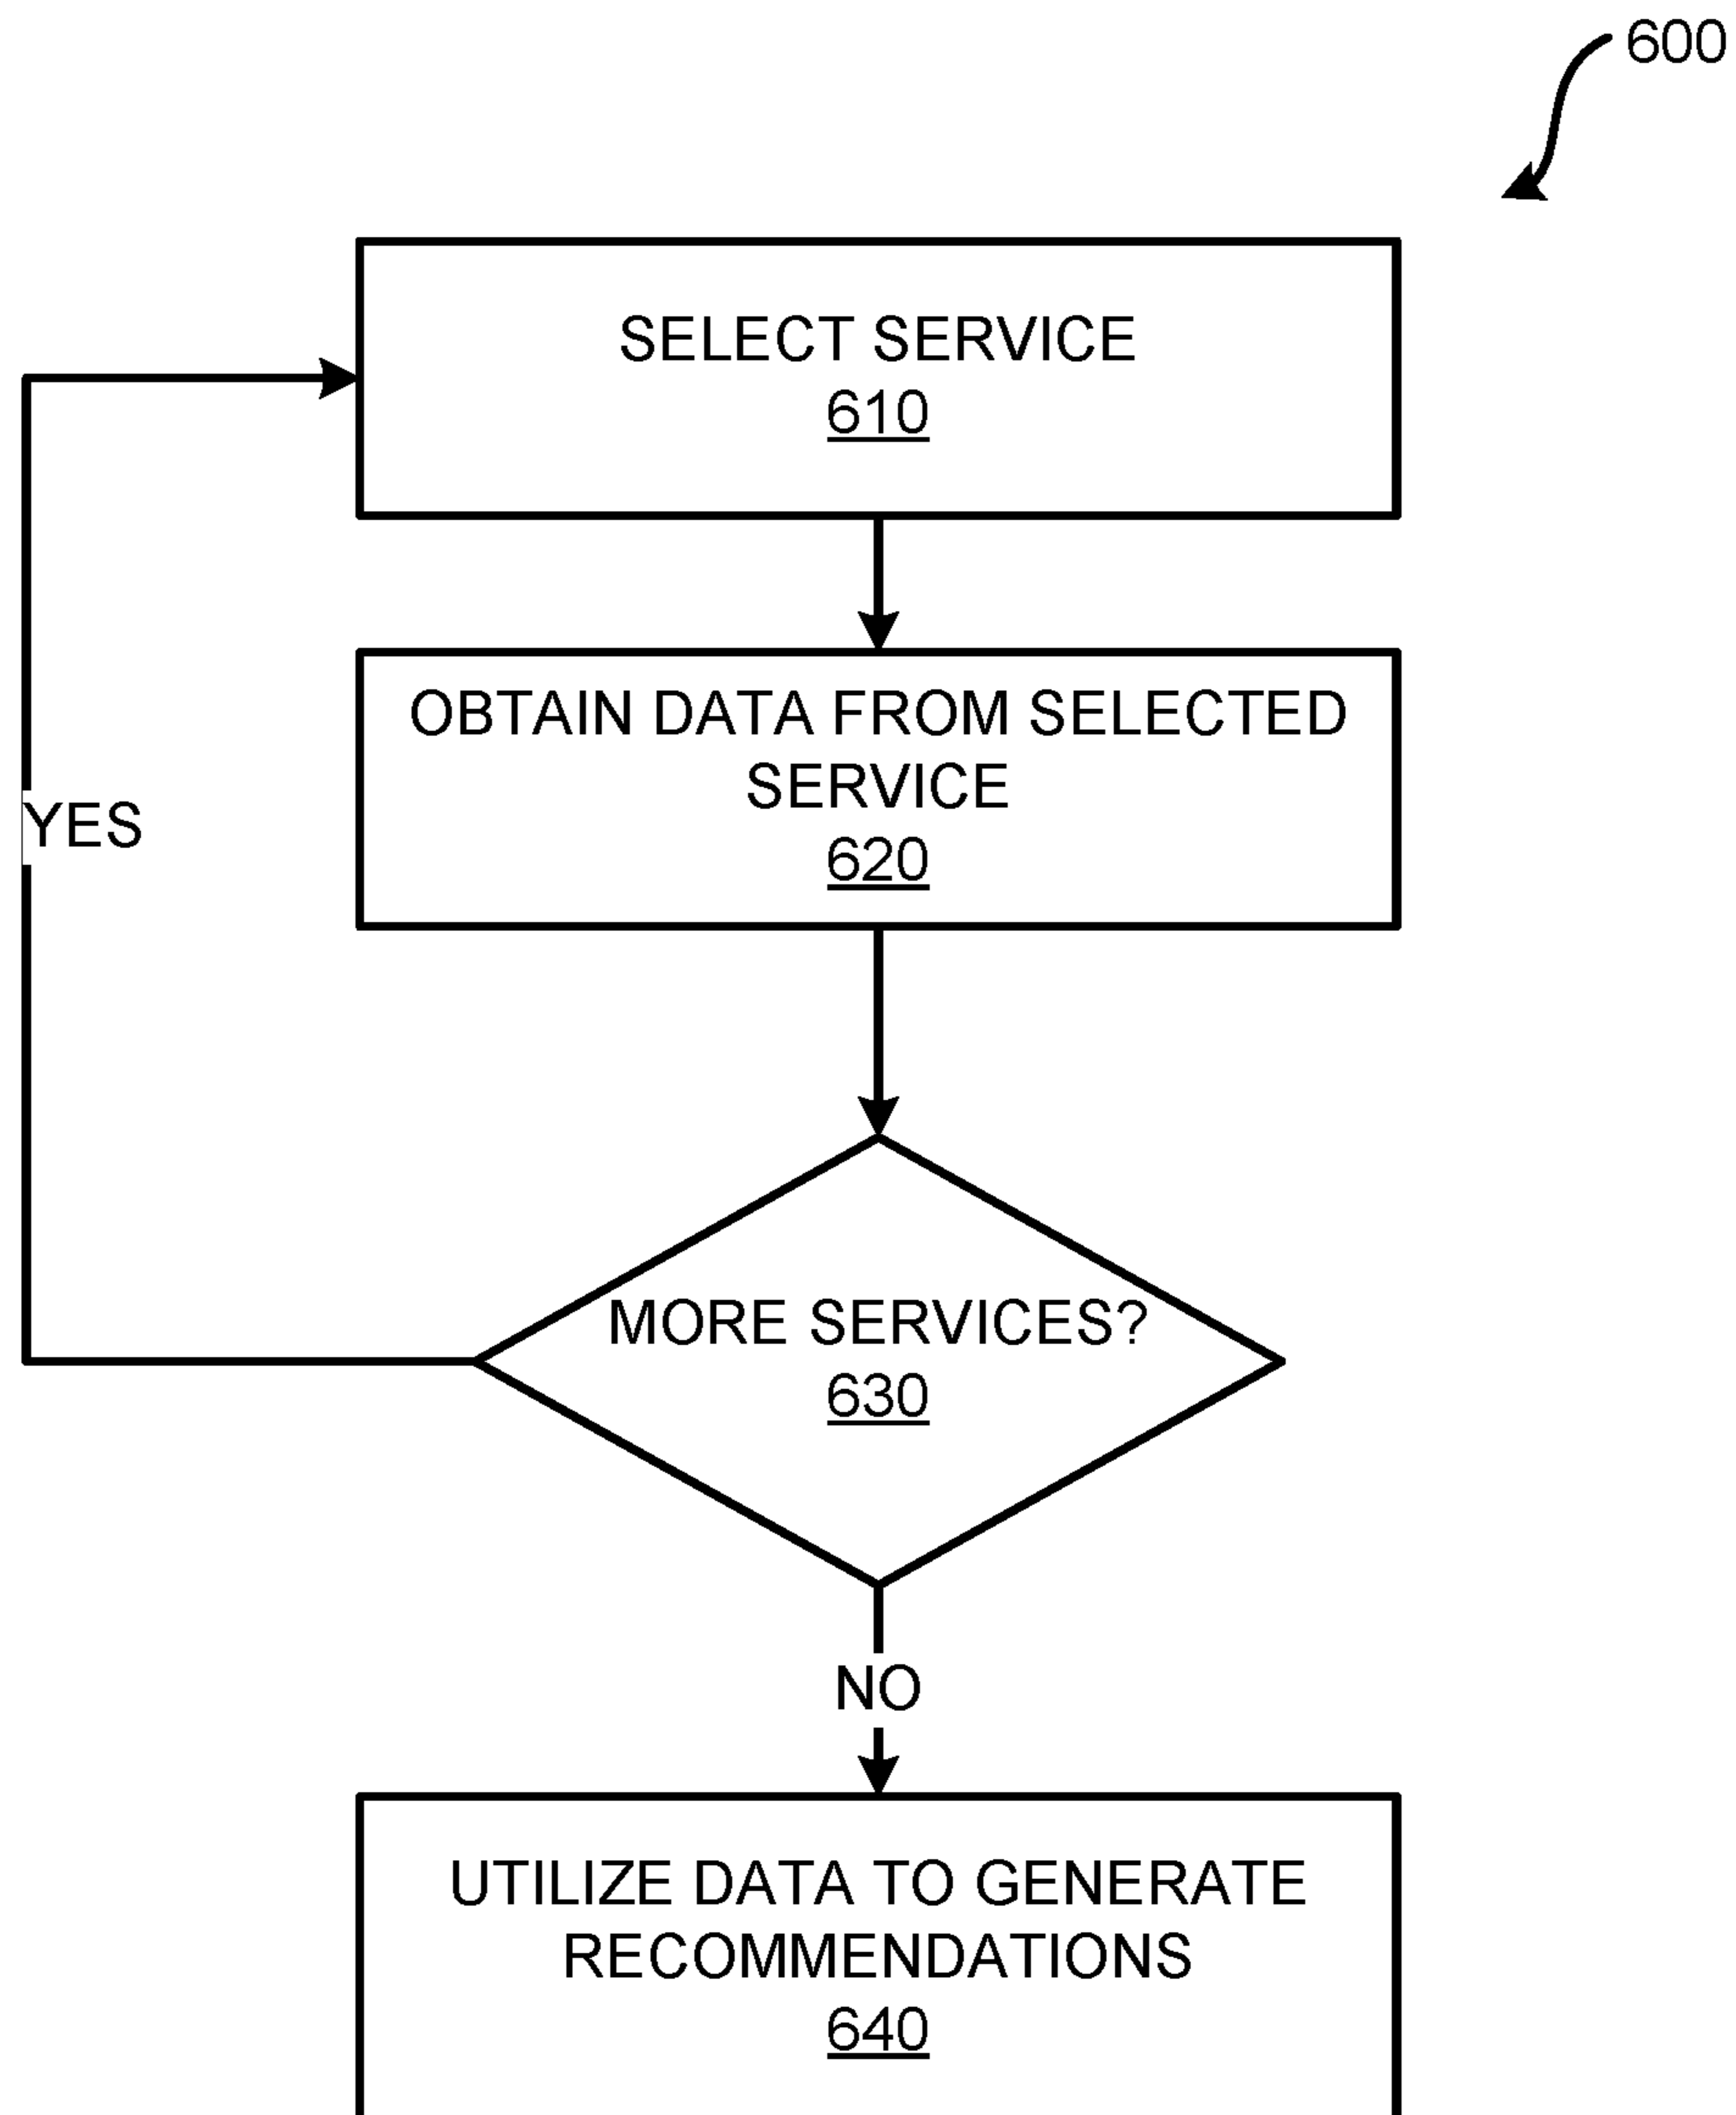 600
SELECT SERVICE
610
OBTAIN DATA FROM SELECTED
SERVICE
620
YES
MORE SERVICES?
630
NO
UTILIZE DATA TO GENERATE
RECOMMENDATIONS
640